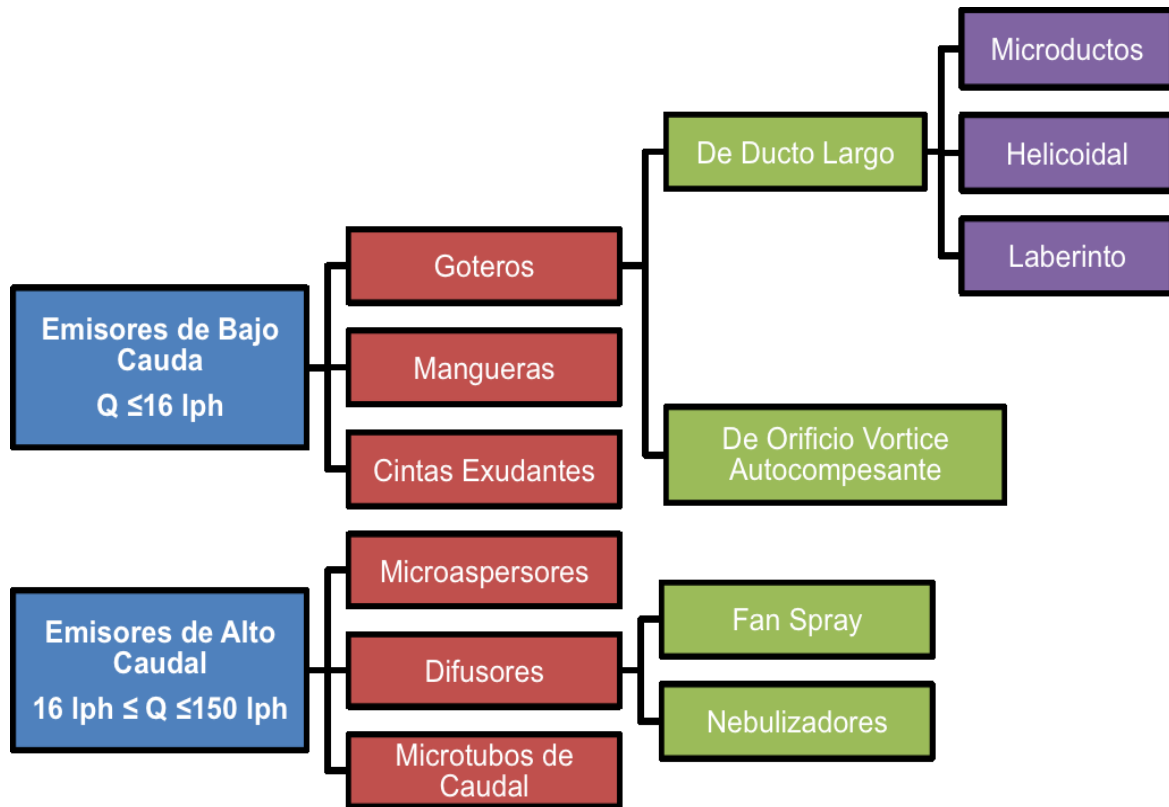 Emisores de Bajo
Cauda
Q ≤16 lph
Goteros
Mangueras
Cintas Exudantes
De Ducto Largo
De Orificio Vortice
Autocompesante
Microductos
Helicoidal
Laberinto
Emisores de Alto
Caudal
16 lph ≤ Q ≤150 lph
Microaspersores
Difusores
Microtubos de
Caudal
Fan Spray
Nebulizadores